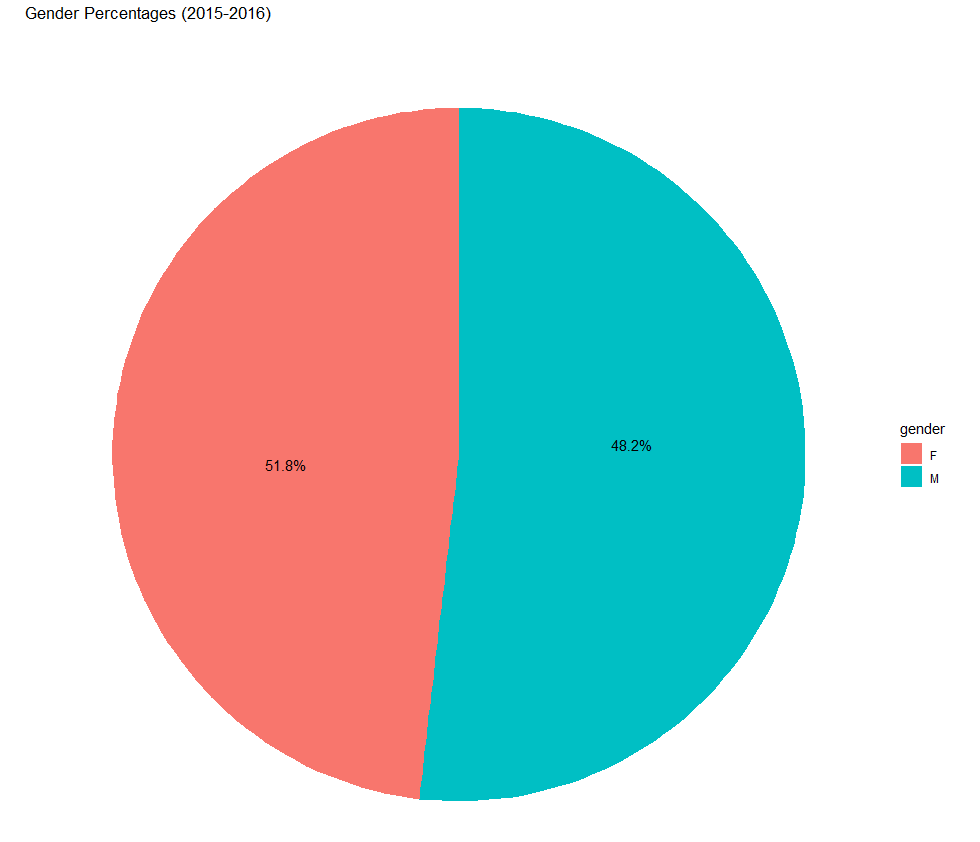 Gender Percentages (2015-2016)
48.2%
51.8%
gender
F
M